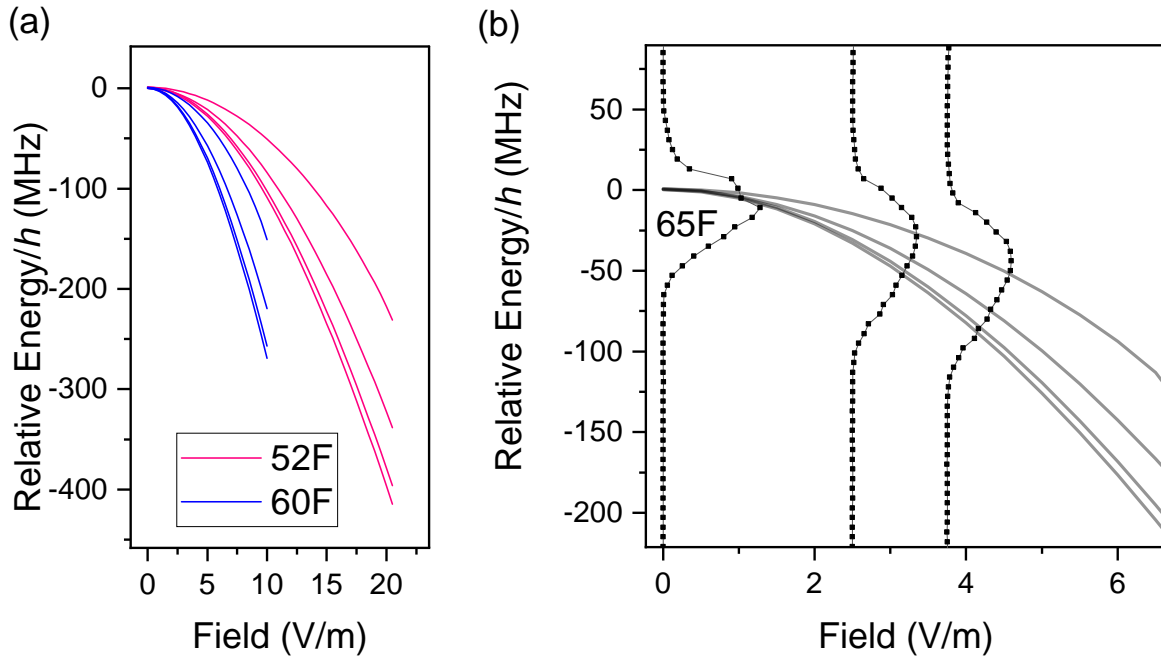 (a)
0
-100
-200
-300
-400
Relative Energy/h (MHz)
52F
60F
0 5 10 15 20
Field (V/m)
(b)
50
0
-50
-100
-150
-200
Relative Energy/h (MHz)
65F
0 2 4 6
Field (V/m)